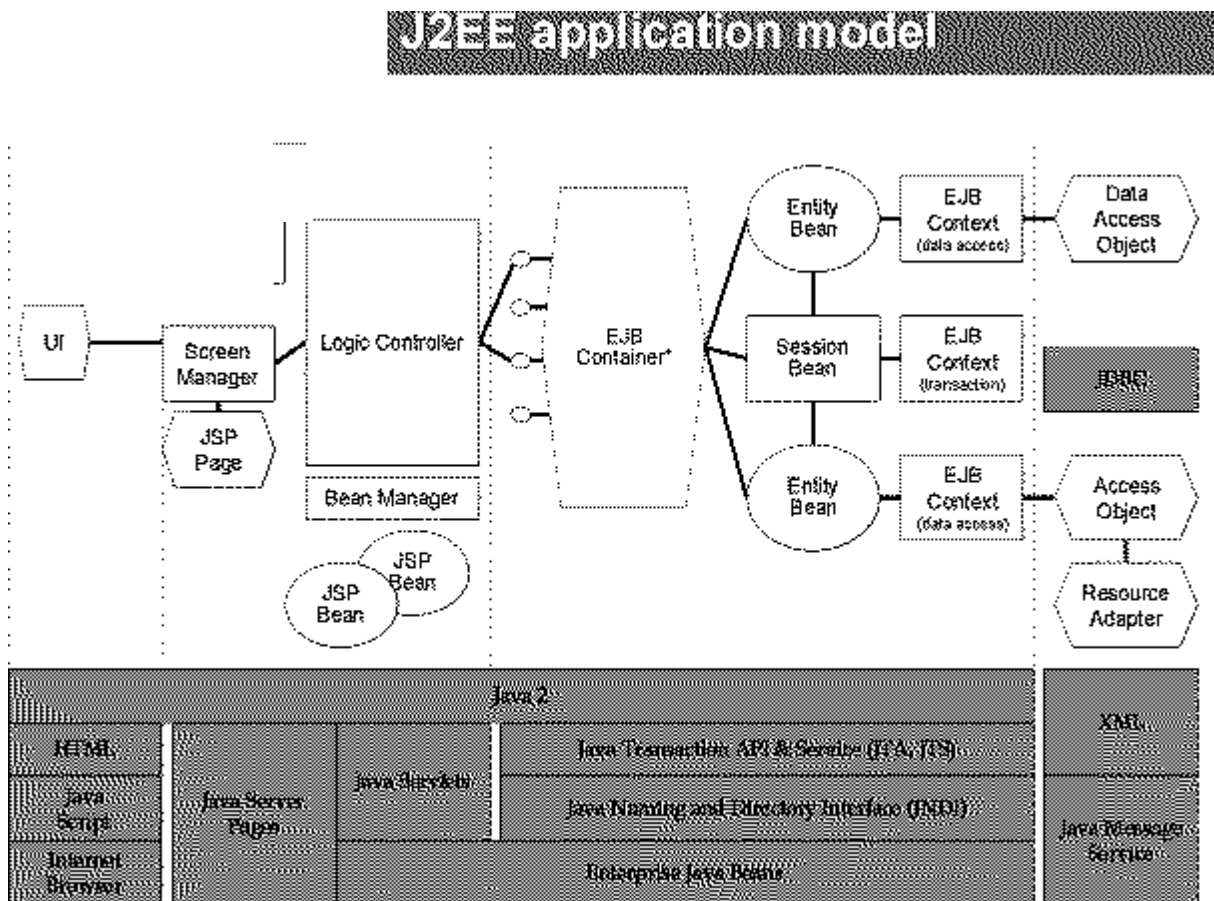 J2EE application model
Entity
Bean
EJB
Context
(data access)
Data
Access
Object
UI
Screen
Manager
Logic Controller
EJB
Container*
Session
Bean
EJB
Context
(transaction)
JDBC
JSP
Page
Bean Manager
Entity
Bean
EJB
Context
(data access)
Access
Object
JSP
Bean
JSP
Bean
Resource
Adapter
Java 2
XML
HTML
Java Servlets
Java Transaction API & Service (JTA, JTS)
Java
Script
Java Server
Pages
Java Naming and Directory Interface (JNDI)
Java Message
Service
Internet
Browser
Enterprise Java Beans